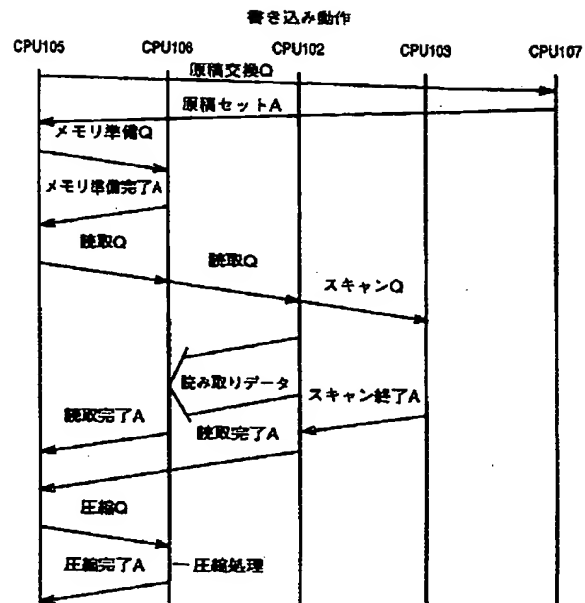 書き込み動作
CPU105 CPU106 CPU102 CPU103 CPU107
原稿交換Q
原稿セットA
メモリ準備Q
メモリ準備完了A
読取Q
読取Q
スキャンQ
読み取りデータ
スキャン終了A
読取完了A
読取完了A
圧縮Q
圧縮完了A
圧縮処理